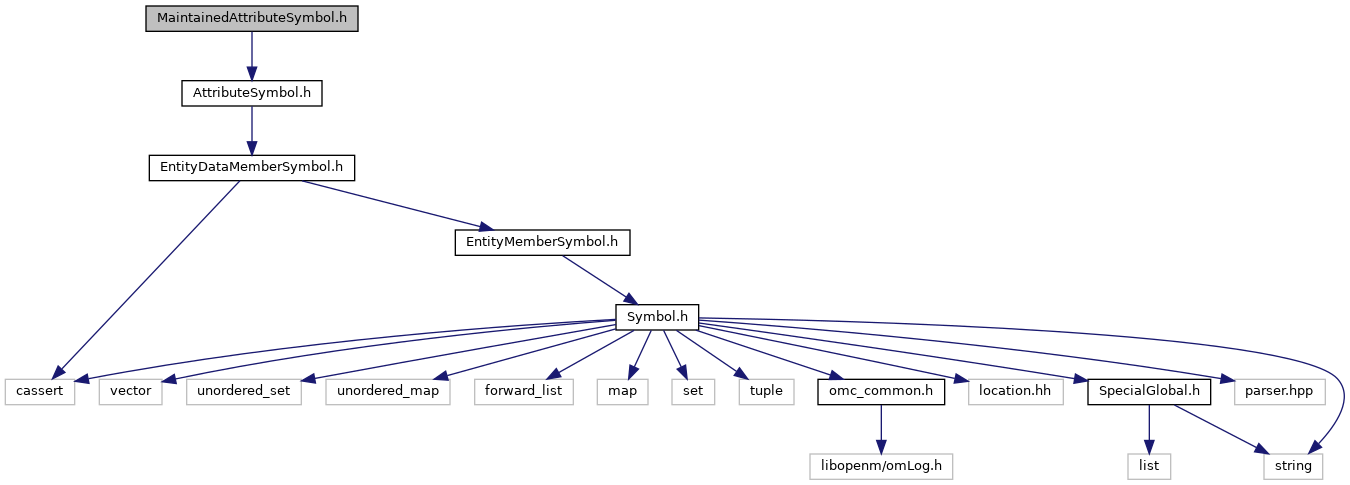 MaintainedAttributeSymbol.h
AttributeSymbol.h
EntityDataMemberSymbol.h
EntityMemberSymbol.h
Symbol.h
cassert
vector
unordered_set
unordered_map
forward_list
map
set
tuple
omc_common.h
location.hh
SpecialGlobal.h
parser.hpp
libopenm/omLog.h
list
string